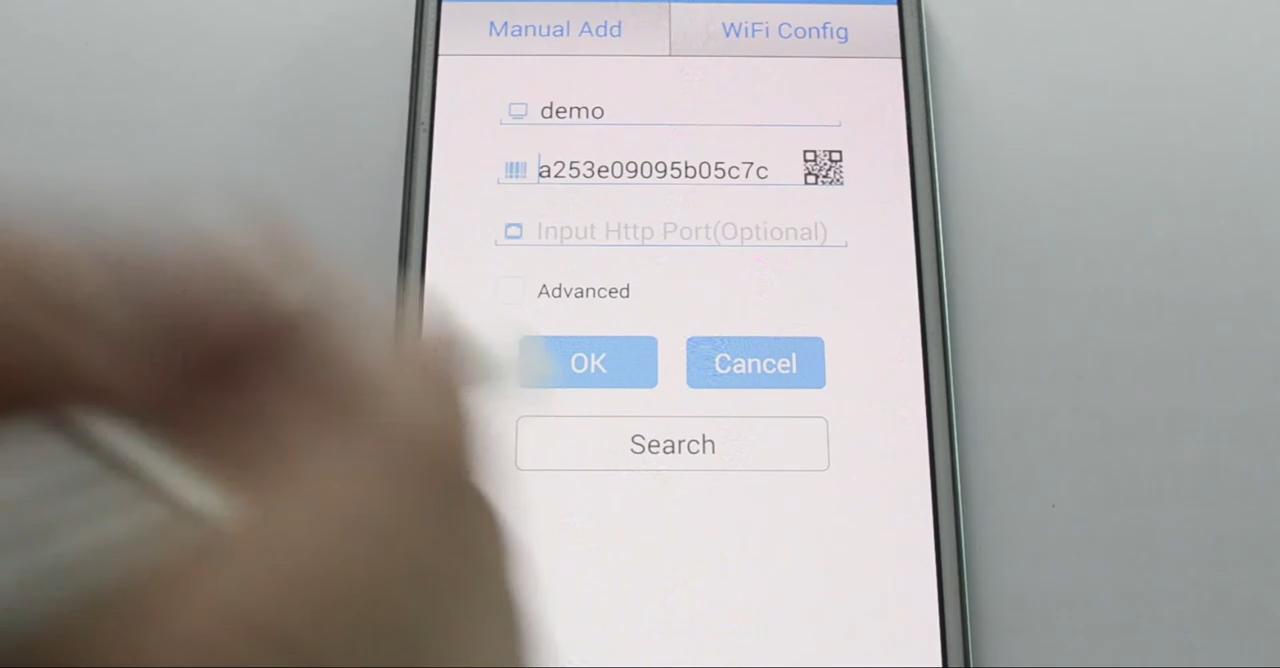 Manual Add WiFi Config
demo
a253e09095b05c7c
Input Http Port(Optional)
Advanced
OK Cancel
Search